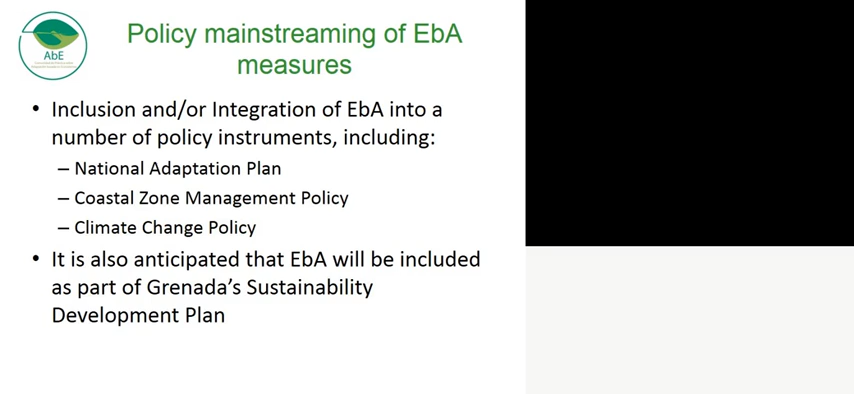 Policy mainstreaming of EbA
measures
AbE
• Inclusion and/or Integration of EbA into a
number of policy instruments, including:
– National Adaptation Plan
– Coastal Zone Management Policy
– Climate Change Policy
• It is also anticipated that EbA will be included
as part of Grenada's Sustainability
Development Plan